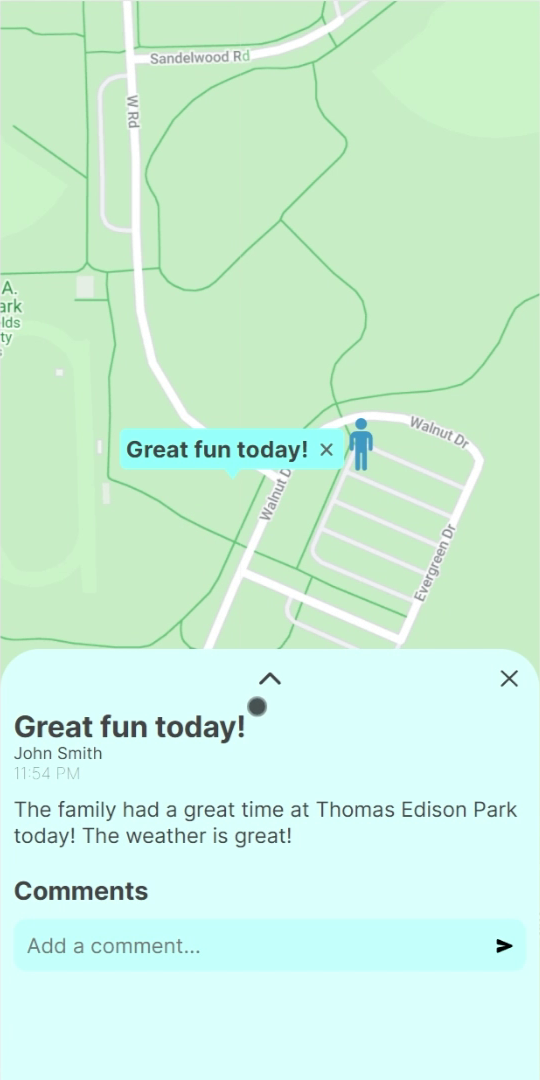 Sandelwood Rd
W Rd
A.
ark
lds
ty
s
Walnut Dr
Great fun today!
Walnut D
Evergreen Dr
Great fun today!
John Smith
11:54 PM
The family had a great time at Thomas Edison Park
today! The weather is great!
Comments
Add a comment...